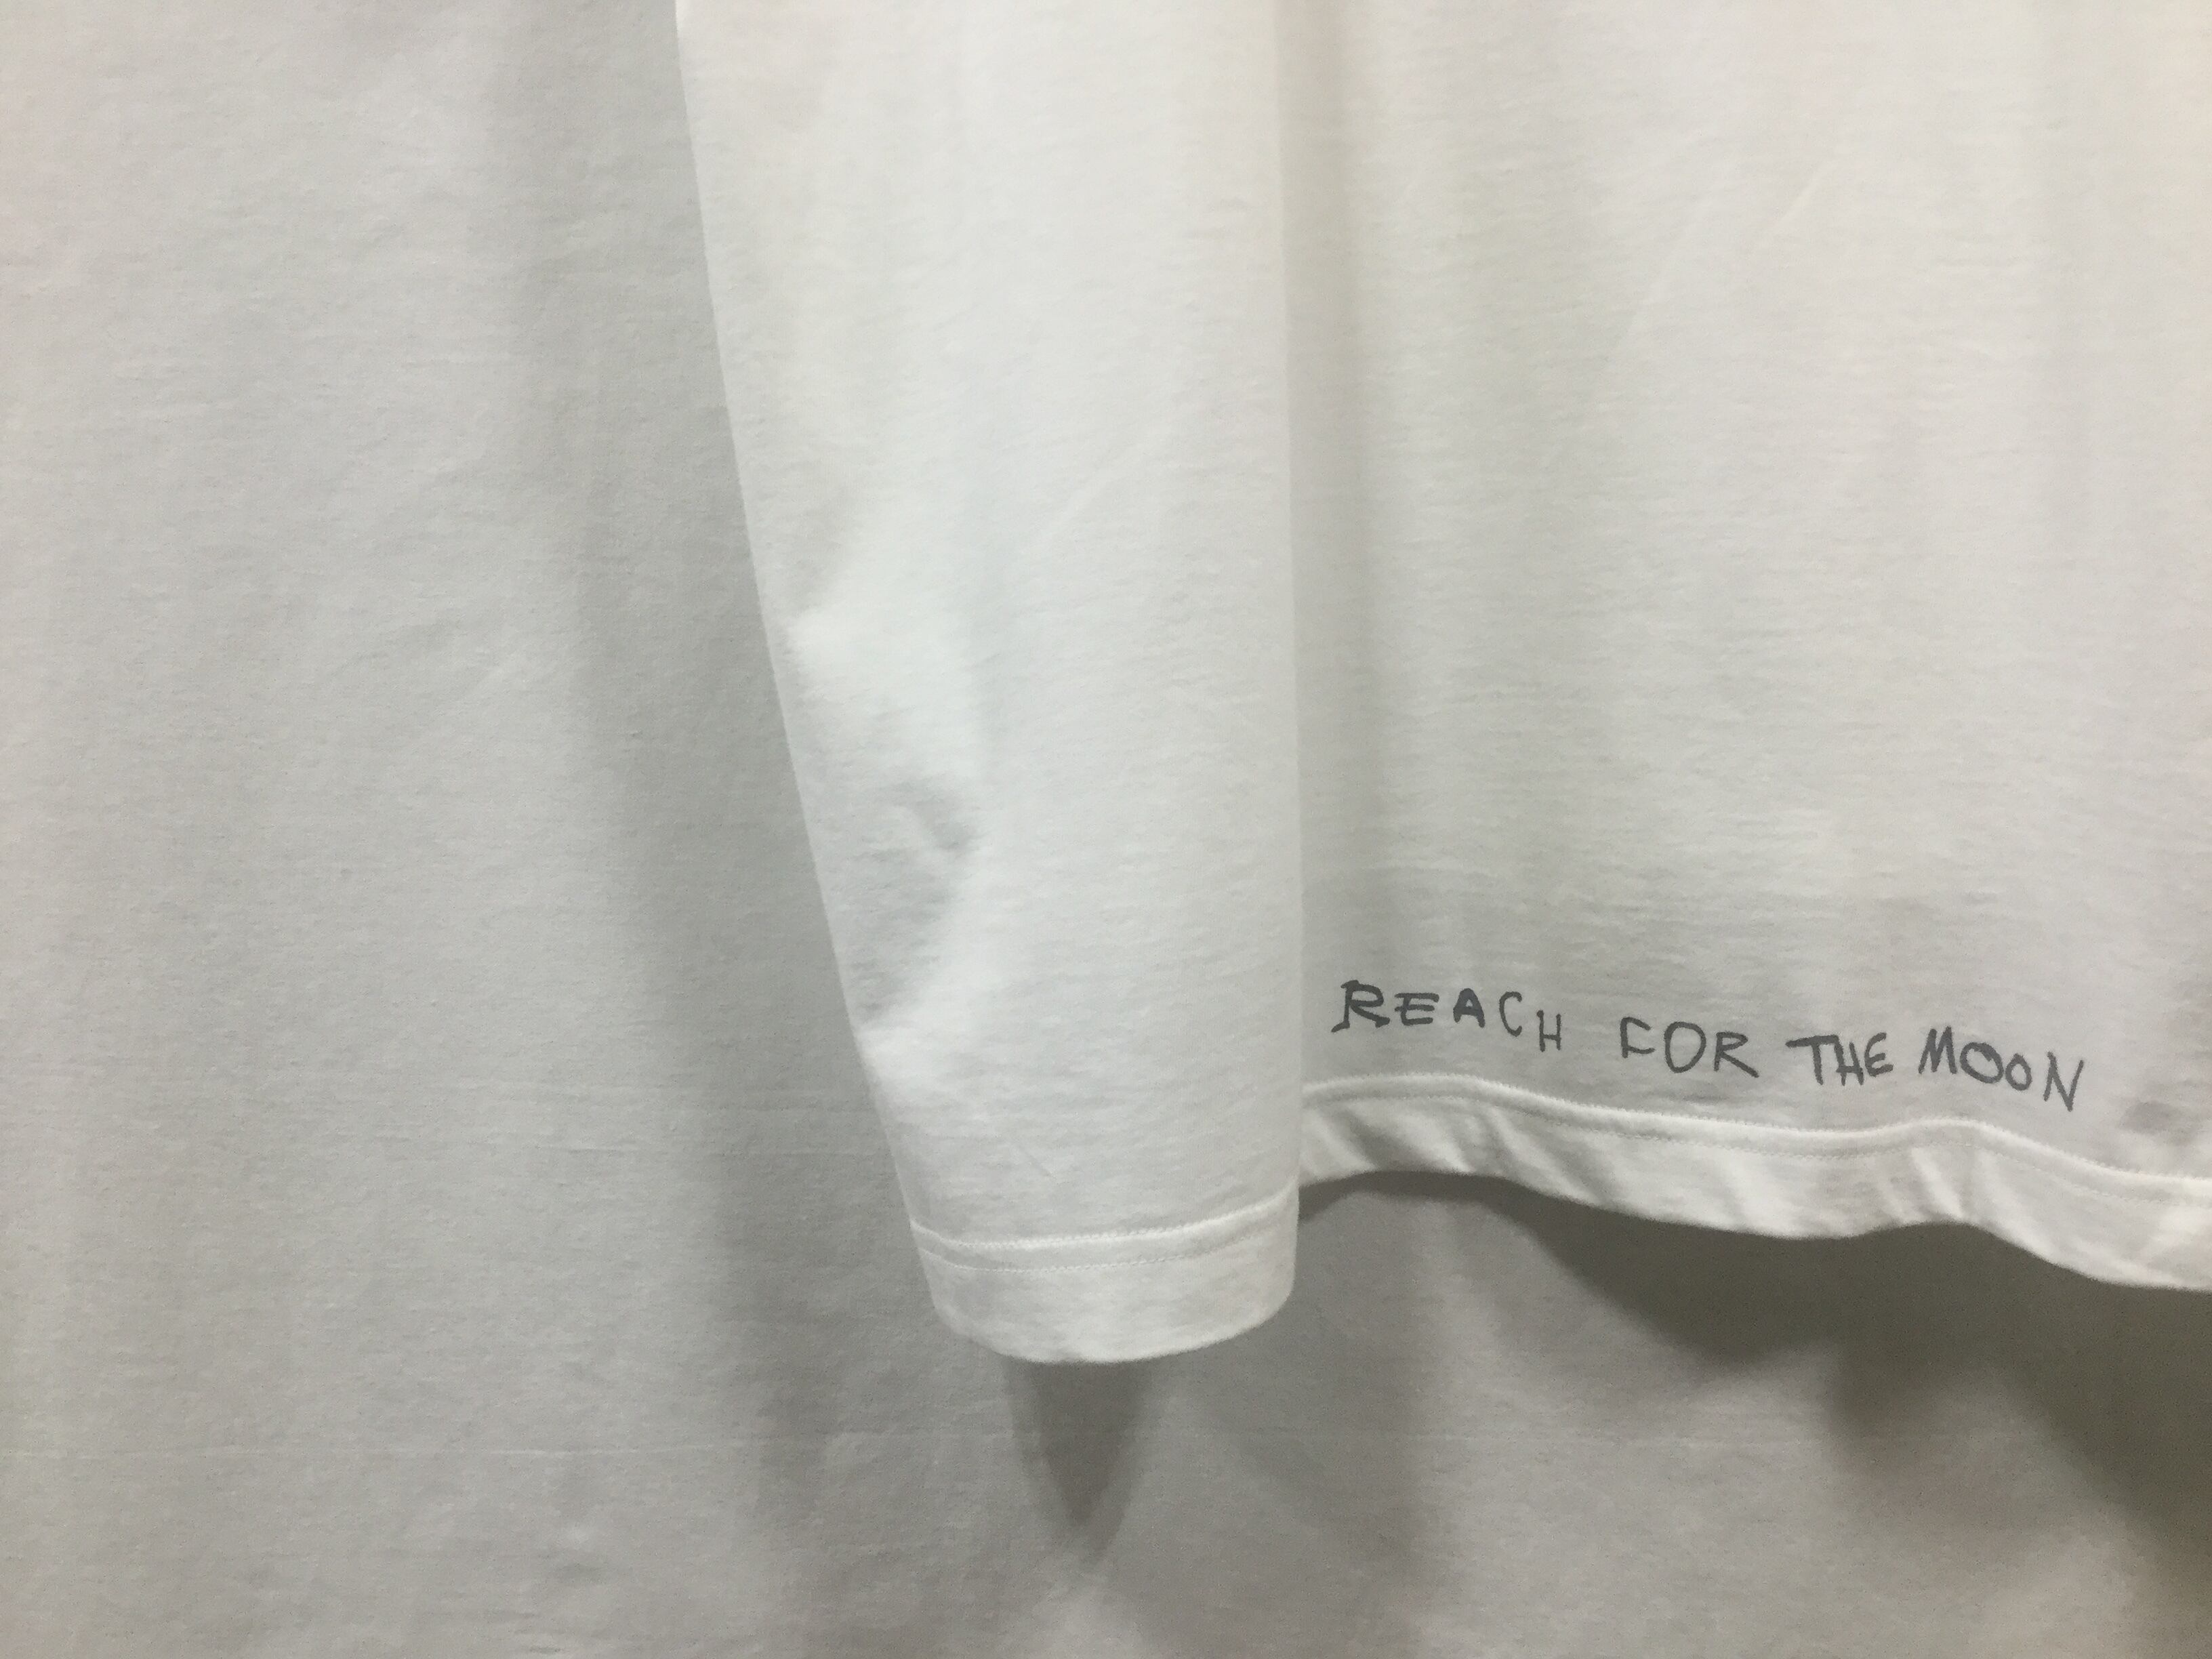 REACH FOR THE MOON